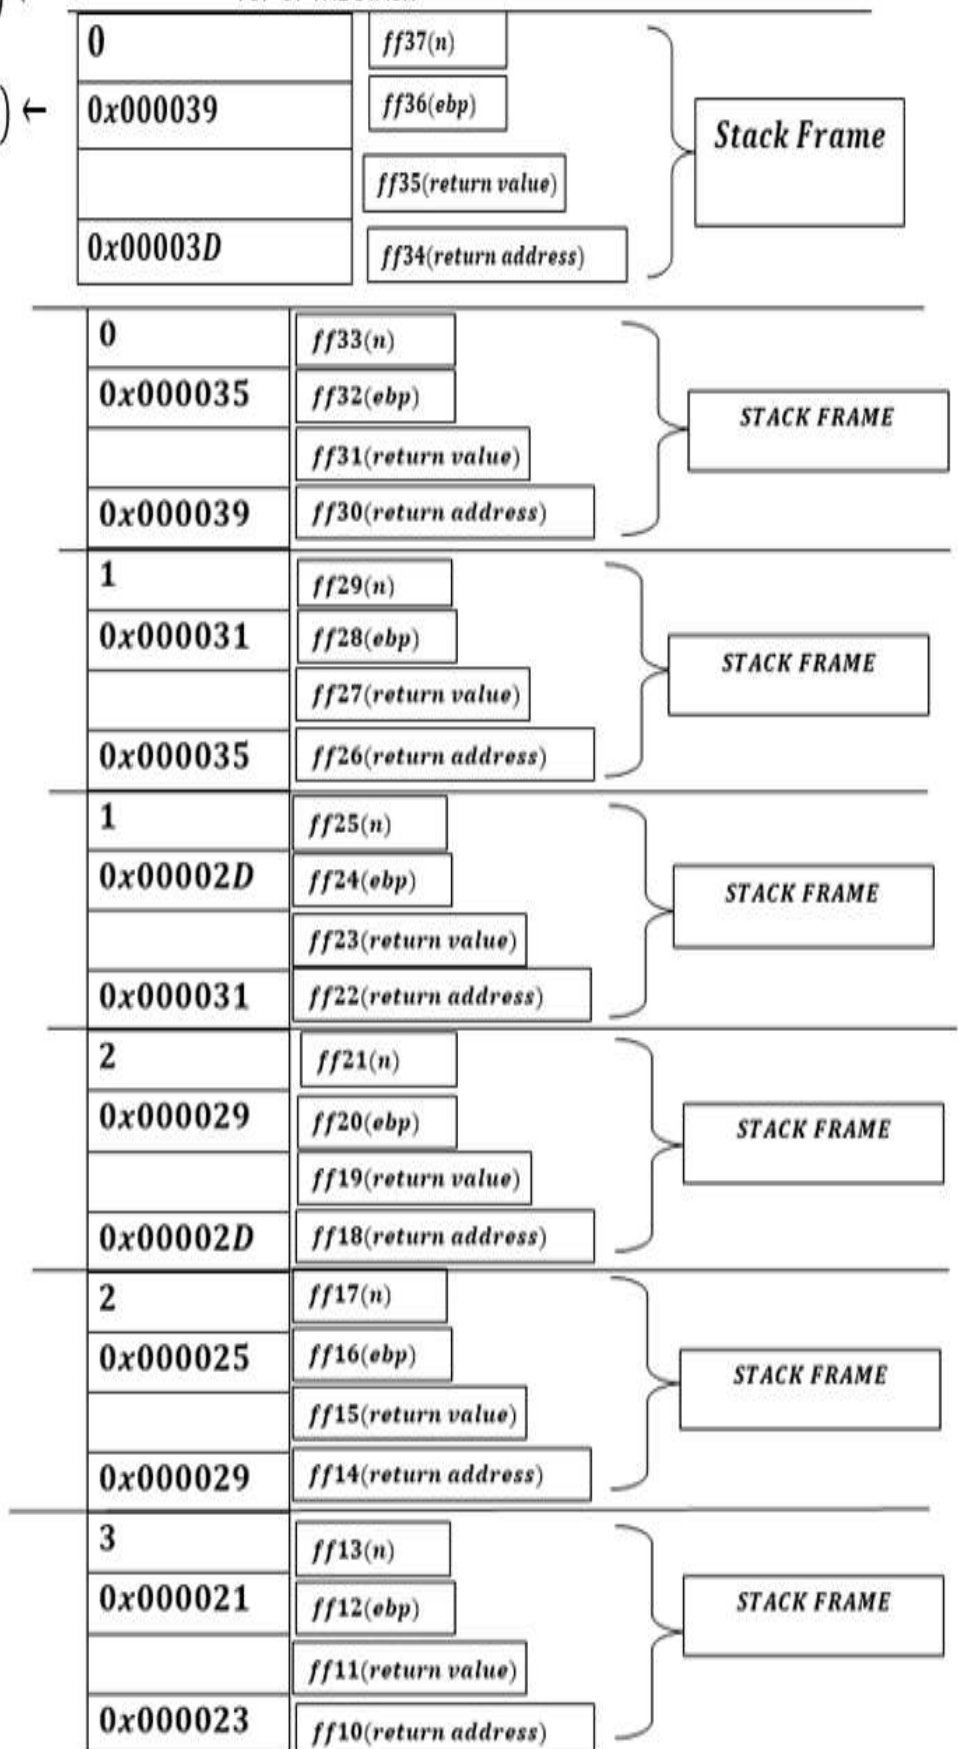 0 ff37(n)
0x000039 ff36(ebp) Stack Frame
) ←
ff35(return value)
0x00003D ff34(return address)
0 ff33(n)
0x000035 ff32(ebp) STACK FRAME
ff31(return value)
0x000039 ff30(return address)
1 ff29(n)
0x000031 ff28(ebp) STACK FRAME
ff27(return value)
0x000035 ff26(return address)
1 ff25(n)
0x00002D ff24(ebp) STACK FRAME
ff23(return value)
0x000031 ff22(return address)
2 ff21(n)
0x000029 ff20(ebp) STACK FRAME
ff19(return value)
0x00002D ff18(return address)
2 ff17(n)
0x000025 ff16(ebp) STACK FRAME
ff15(return value)
0x000029 ff14(return address)
3 ff13(n)
0x000021 ff12(ebp) STACK FRAME
ff11(return value)
0x000023 ff10(return address)